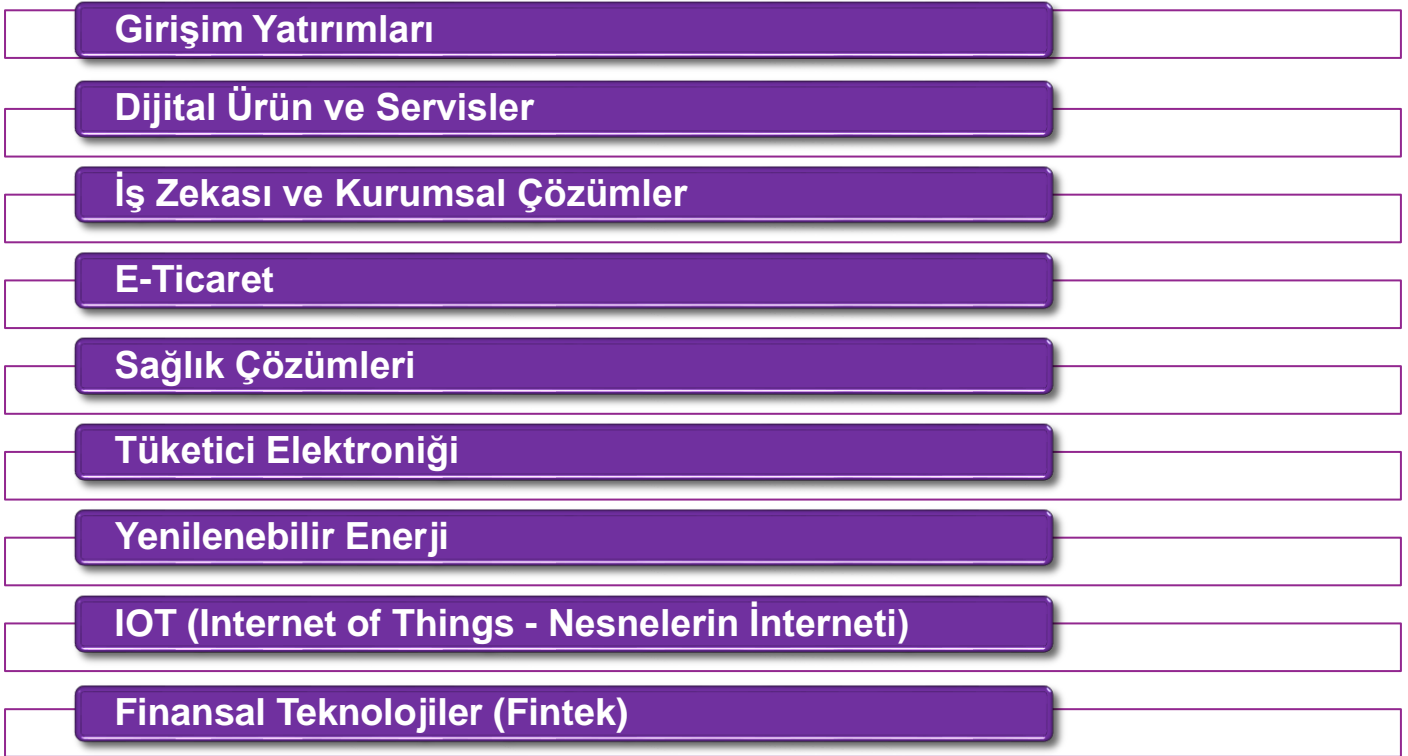 Girişim Yatırımları
Dijital Ürün ve Servisler
İş Zekası ve Kurumsal Çözümler
E-Ticaret
Sağlık Çözümleri
Tüketici Elektroniği
Yenilenebilir Enerji
IOT (Internet of Things - Nesnelerin İnterneti)
Finansal Teknolojiler (Fintek)